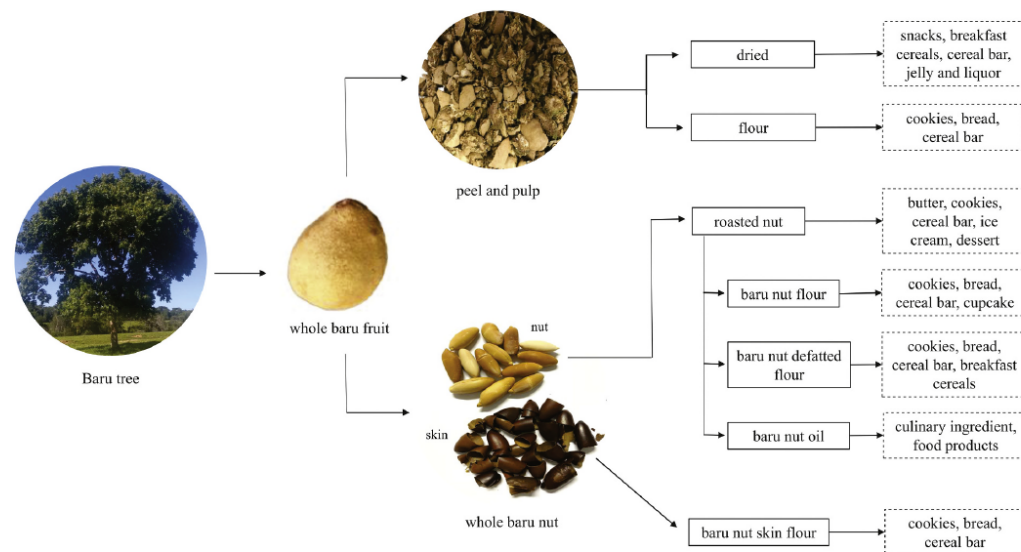 Baru tree
whole baru fruit
peel and pulp
dried
snacks, breakfast
cereals, cereal bar,
jelly and liquor
flour
cookies, bread,
cereal bar
nut
skin
whole baru nut
roasted nut
butter, cookies,
cereal bar, ice
cream, dessert
baru nut flour
cookies, bread,
cereal bar, cupcake
baru nut defatted
flour
cookies, bread,
cereal bar, breakfast
cereals
baru nut oil
culinary ingredient,
food products
baru nut skin flour
cookies, bread,
cereal bar